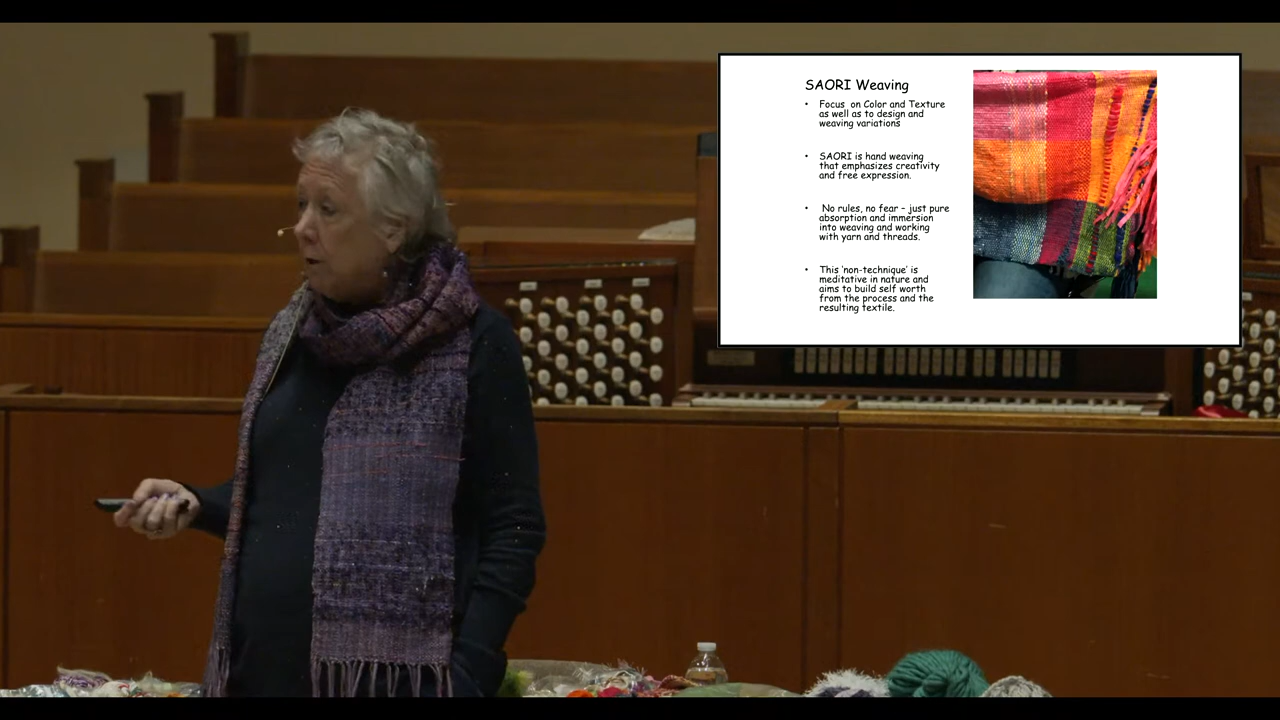 SAORI Weaving
• Focus on Color and Texture
as well as to design and
weaving variations
• SAORI is hand weaving
that emphasizes creativity
and free expression.
• No rules, no fear – just pure
absorption and immersion
into weaving and working
with yarn and threads.
• This ‘non-technique’ is
meditative in nature and
aims to build self worth
from the process and the
resulting textile.